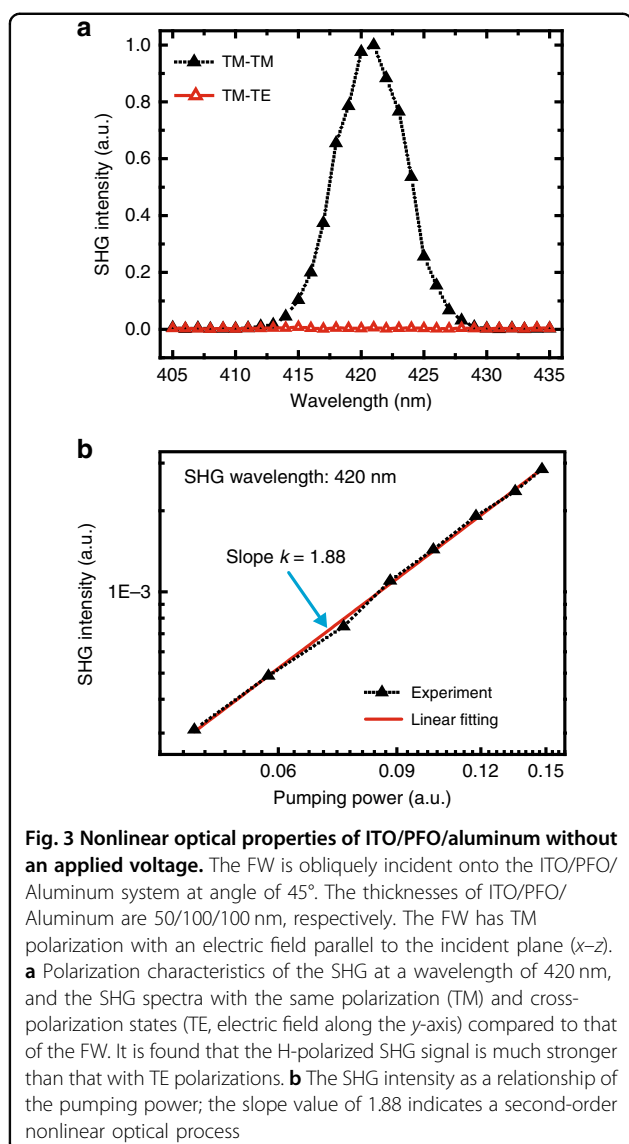 a
1.0
0.8
0.6
0.4
0.2
0.0
SHG intensity (a.u.)
TM-TM
TM-TE
405 410 415 420 425 430 435
Wavelength (nm)
b
SHG wavelength: 420 nm
Slope k = 1.88
1E–3
SHG intensity (a.u.)
Experiment
Linear fitting
0.06 0.09 0.12 0.15
Pumping power (a.u.)
Fig. 3 Nonlinear optical properties of ITO/PFO/aluminum without
an applied voltage. The FW is obliquely incident onto the ITO/PFO/
Aluminum system at angle of 45°. The thicknesses of ITO/PFO/
Aluminum are 50/100/100 nm, respectively. The FW has TM
polarization with an electric field parallel to the incident plane (x–z).
a Polarization characteristics of the SHG at a wavelength of 420 nm,
and the SHG spectra with the same polarization (TM) and cross-
polarization states (TE, electric field along the y-axis) compared to that
of the FW. It is found that the H-polarized SHG signal is much stronger
than that with TE polarizations. b The SHG intensity as a relationship of
the pumping power; the slope value of 1.88 indicates a second-order
nonlinear optical process